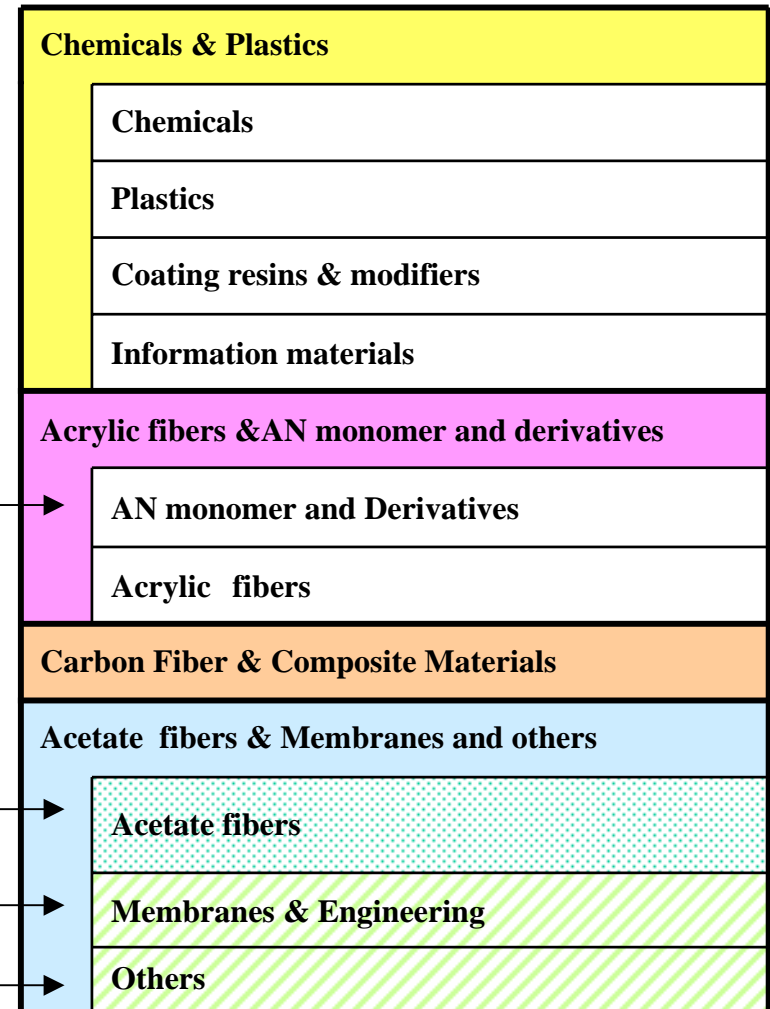 Chemicals & Plastics
Chemicals
Plastics
Coating resins & modifiers
Information materials
Acrylic fibers &AN monomer and derivatives
AN monomer and Derivatives
Acrylic fibers
Carbon Fiber & Composite Materials
Acetate fibers & Membranes and others
Acetate fibers
Membranes & Engineering
Others